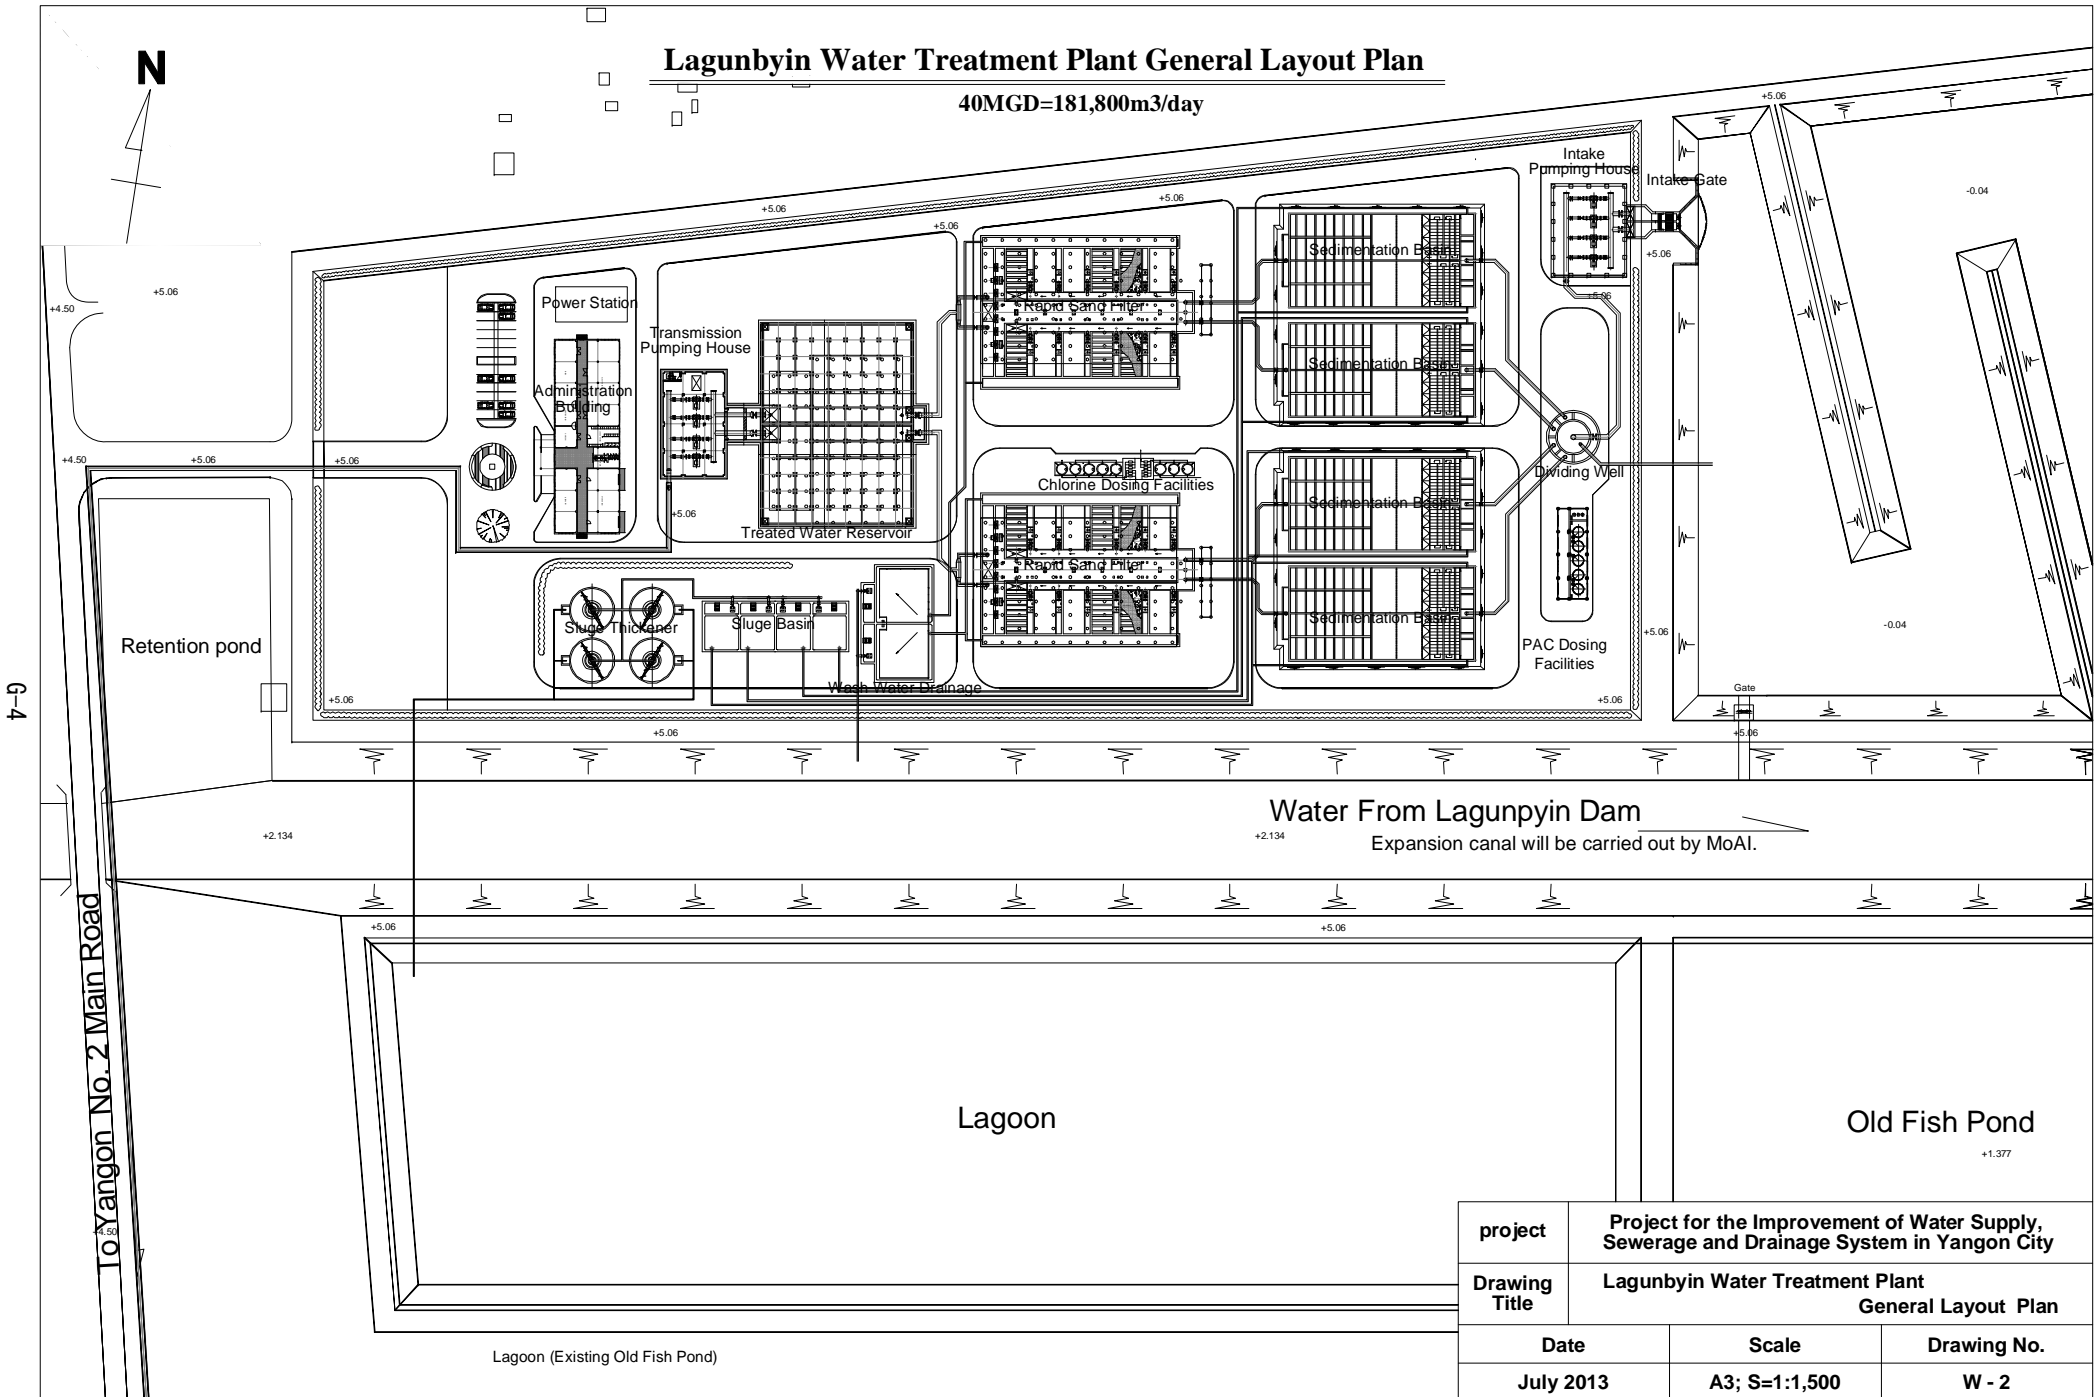 N
Lagunbyin Water Treatment Plant General Layout Plan
40MGD=181,800m3/day
+5.06
Intake
Pumping House
Intake Gate
-0.04
+5.06
+5.06
+5.06
Sedimentation Basin
+5.06
+5.06
+5.06
+4.50
Power Station
Rapid Sand Filter
Transmission
Pumping House
Sedimentation Basin
Administration
Building
+4.50
+5.06
+5.06
Dividing Well
Chlorine Dosing Facilities
Sedimentation Basin
+5.06
Treated Water Reservoir
Rapid Sand Filter
Sluge Thickener
Sluge Basin
Sedimentation Basin
-0.04
+5.06
Retention pond
PAC Dosing
Facilities
Wash Water Drainage
Gate
+5.06
+5.06
+5.06
+5.06
G-4
Water From Lagunpyin Dam
+2.134
+2.134
Expansion canal will be carried out by MoAI.
+5.06
+5.06
To Yangon No. 2 Main Road
+4.50
Lagoon
Old Fish Pond
+1.377
project
Project for the Improvement of Water Supply,
Sewerage and Drainage System in Yangon City
Drawing
Title
Lagunbyin Water Treatment Plant
General Layout Plan
Date
Scale
Drawing No.
July 2013
A3; S=1:1,500
W - 2
Lagoon (Existing Old Fish Pond)